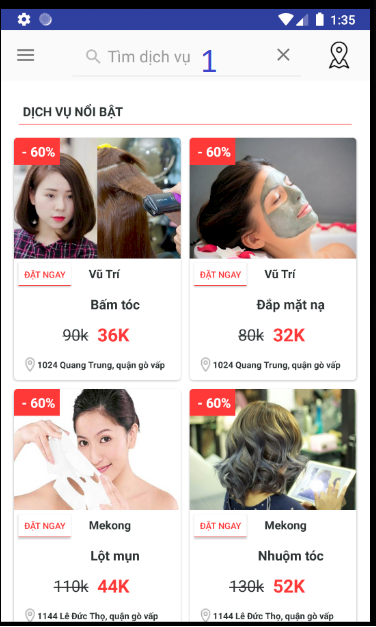 1:35
Tìm dịch vụ 1
DỊCH VỤ NỔI BẬT
- 60%
- 60%
ĐẶT NGAY Vũ Trí
Bấm tóc
90k 36K
1024 Quang Trung, quận gò vấp
ĐẶT NGAY Vũ Trí
Đắp mặt nạ
80k 32K
1024 Quang Trung, quận gò vấp
- 60%
- 60%
ĐẶT NGAY Mekong
Lột mụn
110k 44K
1144 Lê Đức Thọ, quận gò vấp
ĐẶT NGAY Mekong
Nhuộm tóc
130k 52K
1144 Lê Đức Thọ, quận gò vấp